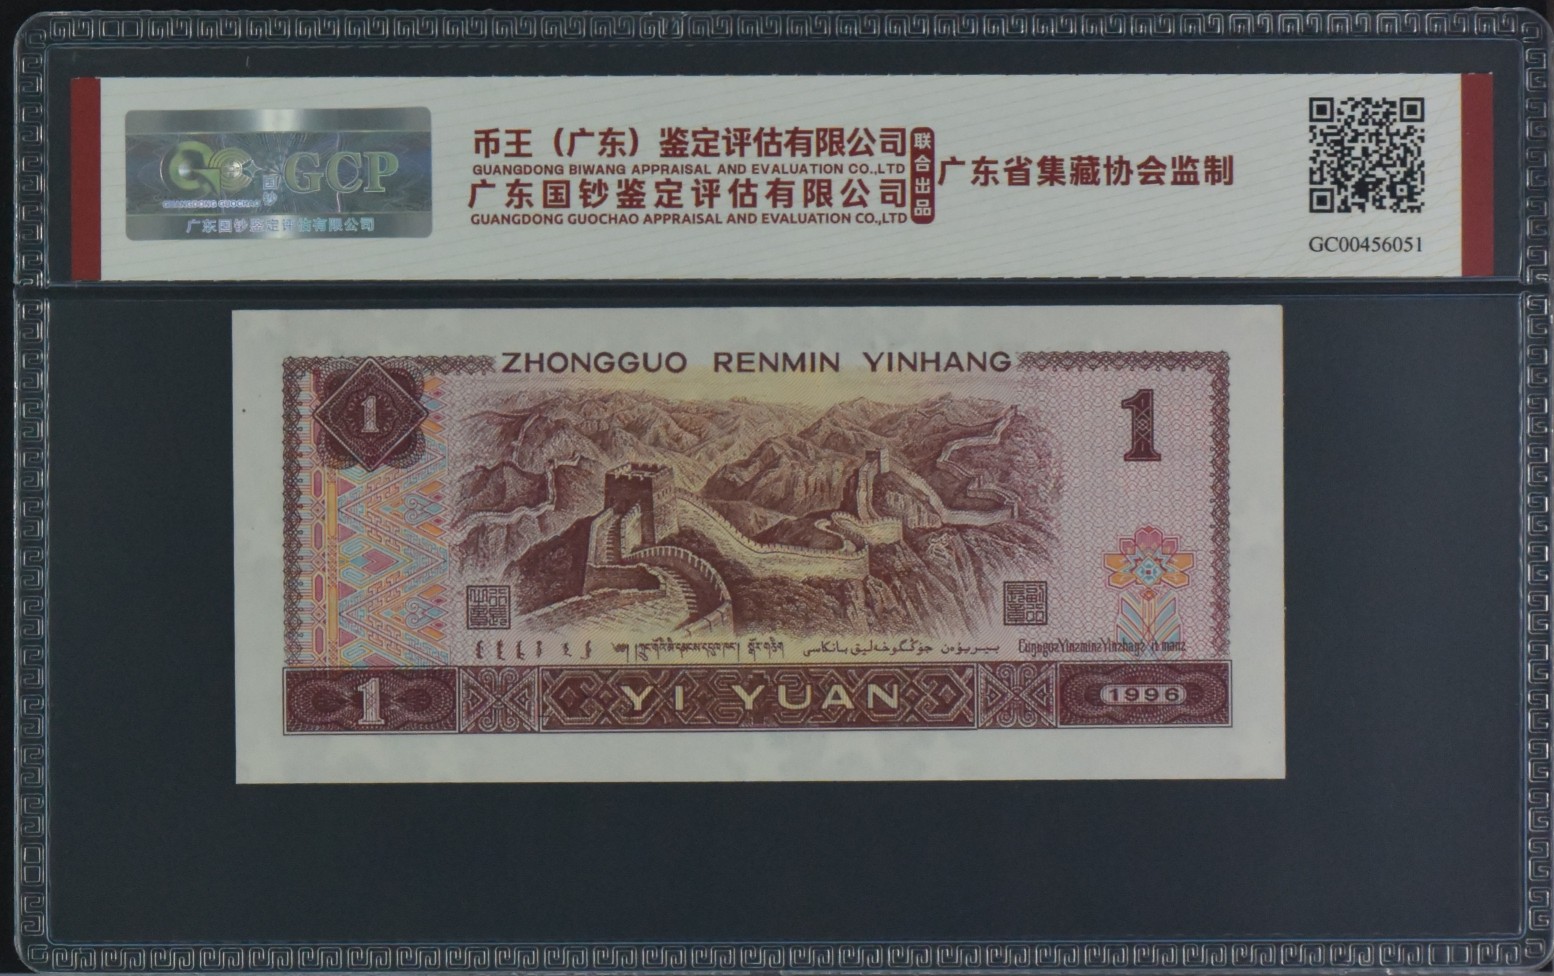 GCP
GUANGDONG GUOCHAO
广东国钞鉴定评估有限公司
币王（广东）鉴定评估有限公司
GUANGDONG BIWANG APPRAISAL AND EVALUATION CO.,LTD
广东国钞鉴定评估有限公司
GUANGDONG GUOCHAO APPRAISAL AND EVALUATION CO.,LTD
联合出品
广东省集藏协会监制
GC00456051
ZHONGGUO RENMIN YINHANG
1
1
1 YI YUAN 1996